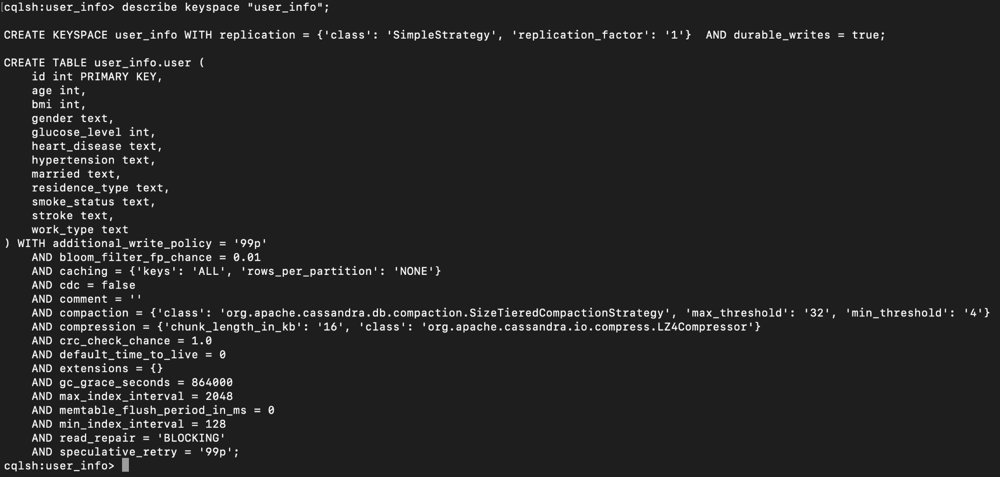 [cqlsh:user_info> describe keyspace "user_info";
CREATE KEYSPACE user_info WITH replication = {'class': 'SimpleStrategy', 'replication_factor': '1'}  AND durable_writes = true;
CREATE TABLE user_info.user (
    id int PRIMARY KEY,
    age int,
    bmi int,
    gender text,
    glucose_level int,
    heart_disease text,
    hypertension text,
    married text,
    residence_type text,
    smoke_status text,
    stroke text,
    work_type text
) WITH additional_write_policy = '99p'
    AND bloom_filter_fp_chance = 0.01
    AND caching = {'keys': 'ALL', 'rows_per_partition': 'NONE'}
    AND cdc = false
    AND comment = ''
    AND compaction = {'class': 'org.apache.cassandra.db.compaction.SizeTieredCompactionStrategy', 'max_threshold': '32', 'min_threshold': '4'}
    AND compression = {'chunk_length_in_kb': '16', 'class': 'org.apache.cassandra.io.compress.LZ4Compressor'}
    AND crc_check_chance = 1.0
    AND default_time_to_live = 0
    AND extensions = {}
    AND gc_grace_seconds = 864000
    AND max_index_interval = 2048
    AND memtable_flush_period_in_ms = 0
    AND min_index_interval = 128
    AND read_repair = 'BLOCKING'
    AND speculative_retry = '99p';
cqlsh:user_info>